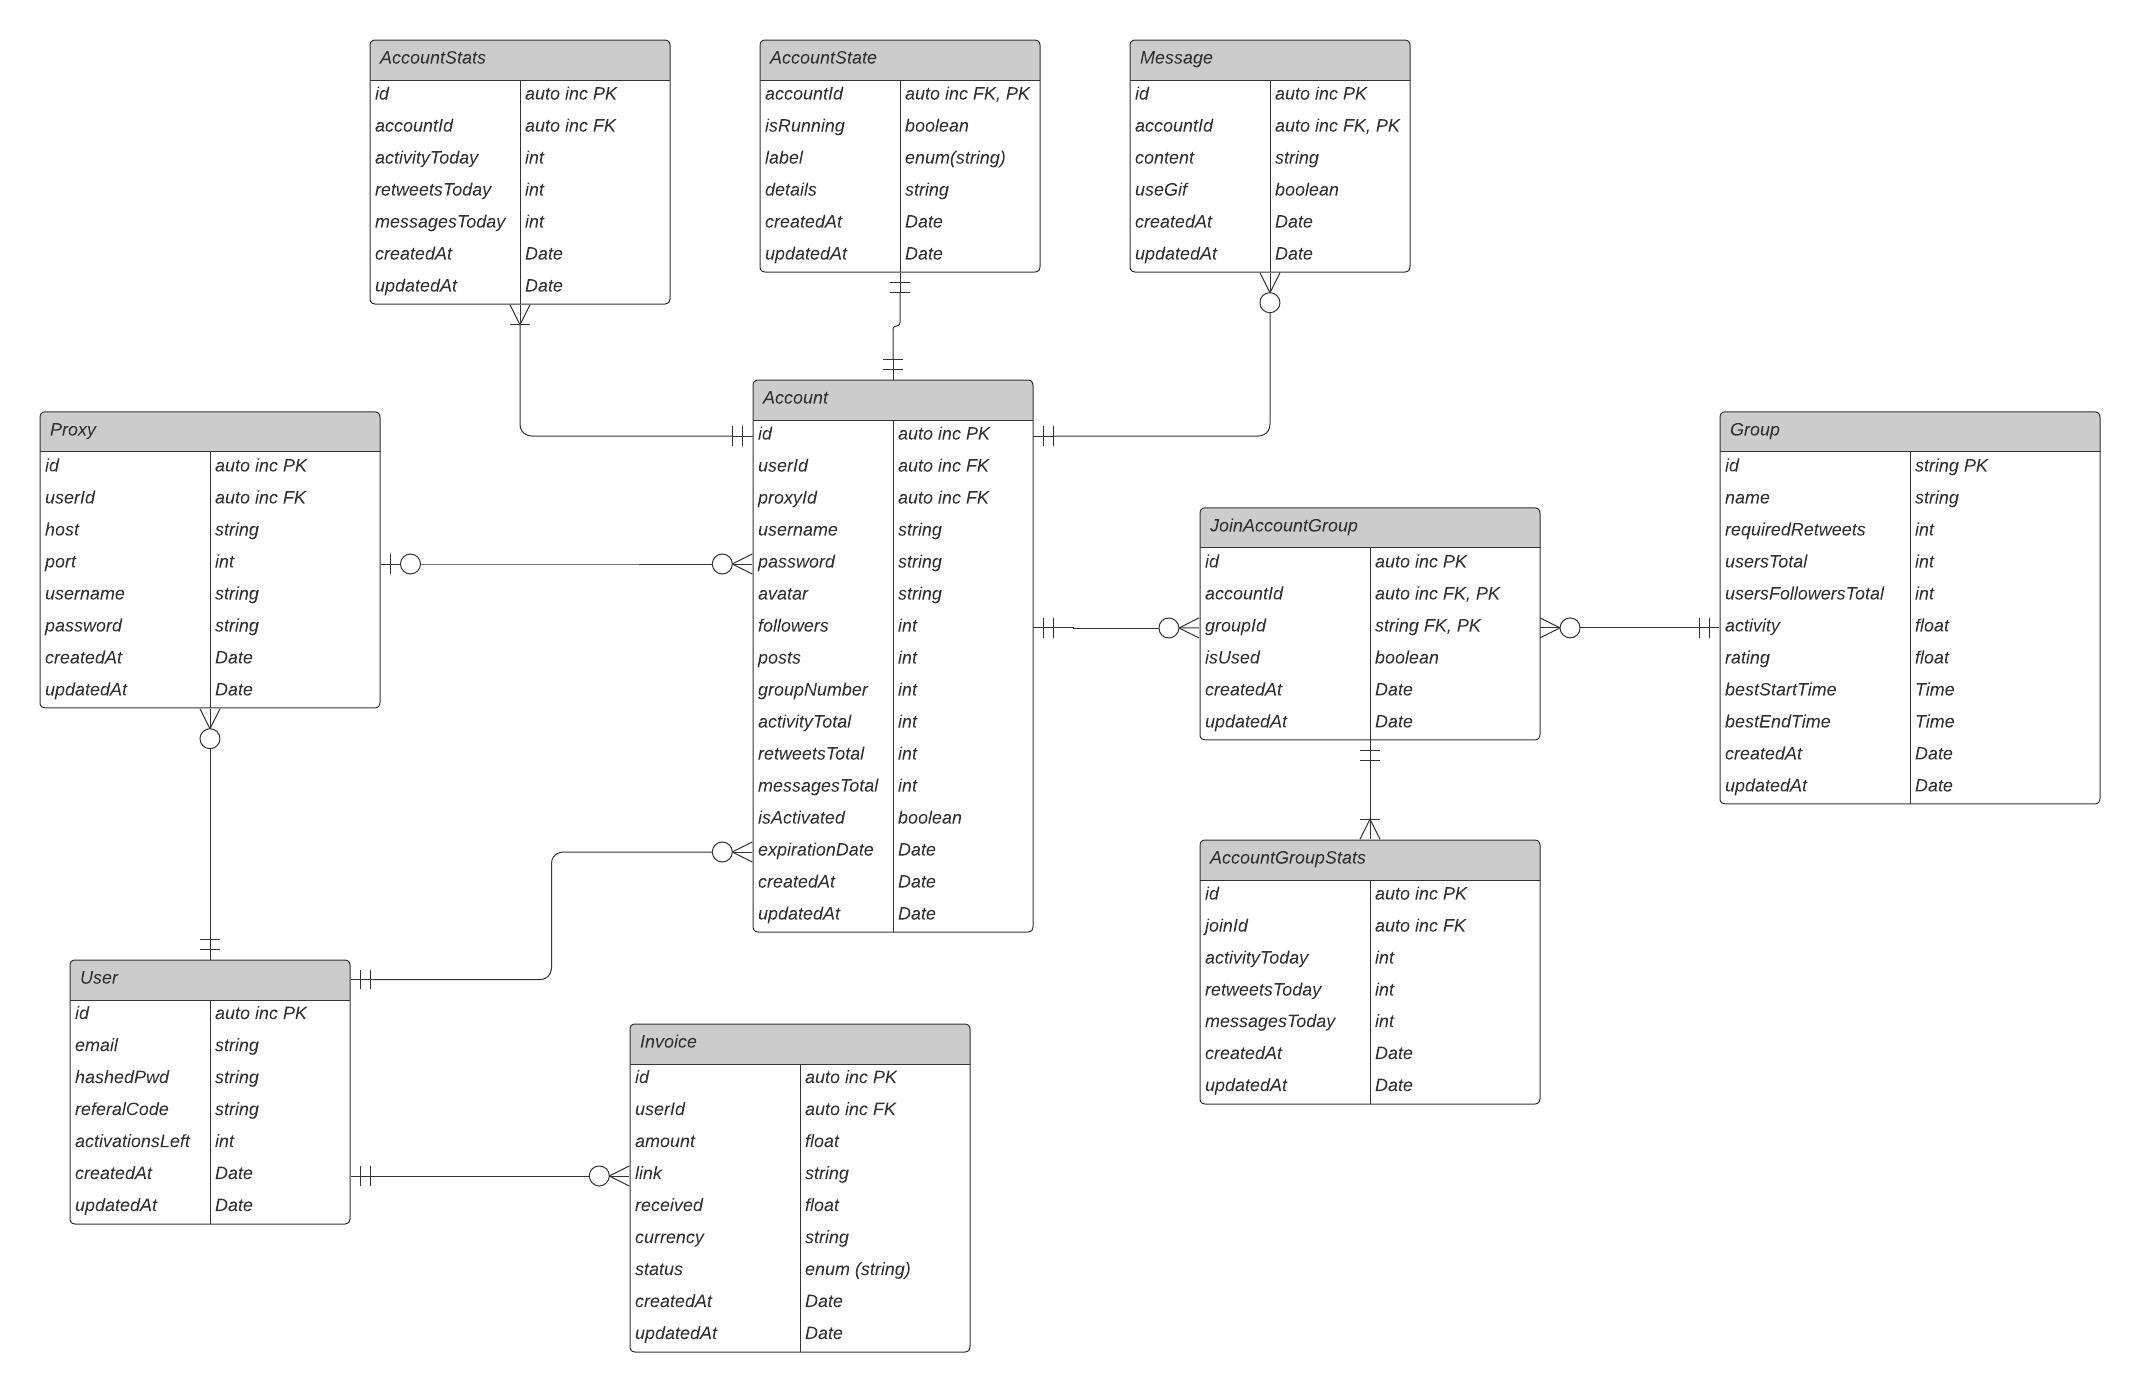 AccountStats
id auto inc PK
accountId auto inc FK
activityToday int
retweetsToday int
messagesToday int
createdAt Date
updatedAt Date
AccountState
accountId auto inc FK, PK
isRunning boolean
label enum(string)
details string
createdAt Date
updatedAt Date
Message
id auto inc PK
accountId auto inc FK, PK
content string
useGif boolean
createdAt Date
updatedAt Date
Proxy
id auto inc PK
userId auto inc FK
host string
port int
username string
password string
createdAt Date
updatedAt Date
Account
id auto inc PK
userId auto inc FK
proxyId auto inc FK
username string
password string
avatar string
followers int
posts int
groupNumber int
activityTotal int
retweetsTotal int
messagesTotal int
isActivated boolean
expirationDate Date
createdAt Date
updatedAt Date
JoinAccountGroup
id auto inc PK
accountId auto inc FK, PK
groupId string FK, PK
isUsed boolean
createdAt Date
updatedAt Date
Group
id string PK
name string
requiredRetweets int
usersTotal int
usersFollowersTotal int
activity float
rating float
bestStartTime Time
bestEndTime Time
createdAt Date
updatedAt Date
AccountGroupStats
id auto inc PK
joinId auto inc FK
activityToday int
retweetsToday int
messagesToday int
createdAt Date
updatedAt Date
User
id auto inc PK
email string
hashedPwd string
referalCode string
activationsLeft int
createdAt Date
updatedAt Date
Invoice
id auto inc PK
userId auto inc FK
amount float
link string
received float
currency string
status enum (string)
createdAt Date
updatedAt Date